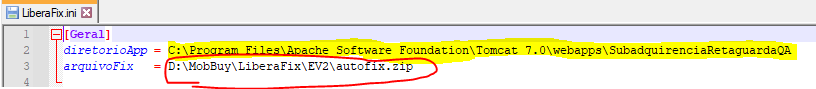 LiberaFix.ini
1 [Geral]
2 diretorioApp = C:\Program Files\Apache Software Foundation\Tomcat 7.0\webapps\SubadquirenciaRetaguardaQA
3 arquivoFix = D:\MobBuy\LiberaFix\EV2\autofix.zip
4